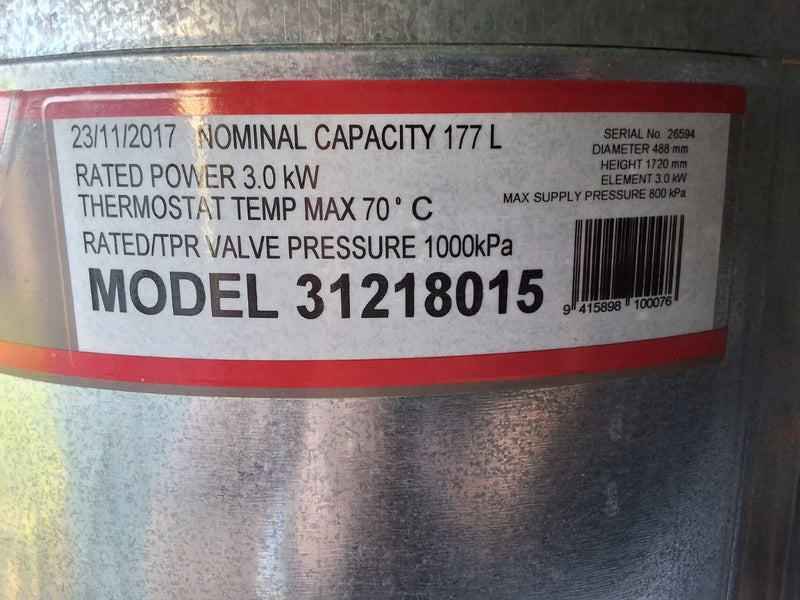 23/11/2017 NOMINAL CAPACITY 177 L
RATED POWER 3.0 kW
THERMOSTAT TEMP MAX 70° C
RATED/TPR VALVE PRESSURE 1000kPa
MODEL 31218015
SERIAL No. 26594
DIAMETER 488 mm
HEIGHT 1720 mm
ELEMENT 3.0 kW
MAX SUPPLY PRESSURE 800 kPa
9 415898 100076